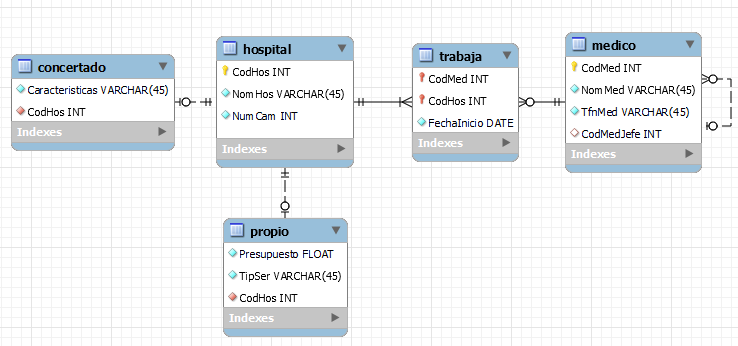 concertado
Caracteristicas VARCHAR(45)
CodHos INT
Indexes
hospital
CodHos INT
NomHos VARCHAR(45)
NumCam INT
Indexes
trabaja
CodMed INT
CodHos INT
FechaInicio DATE
Indexes
medico
CodMed INT
NomMed VARCHAR(45)
TfnMed VARCHAR(45)
CodMedJefe INT
Indexes
propio
Presupuesto FLOAT
TipSer VARCHAR(45)
CodHos INT
Indexes